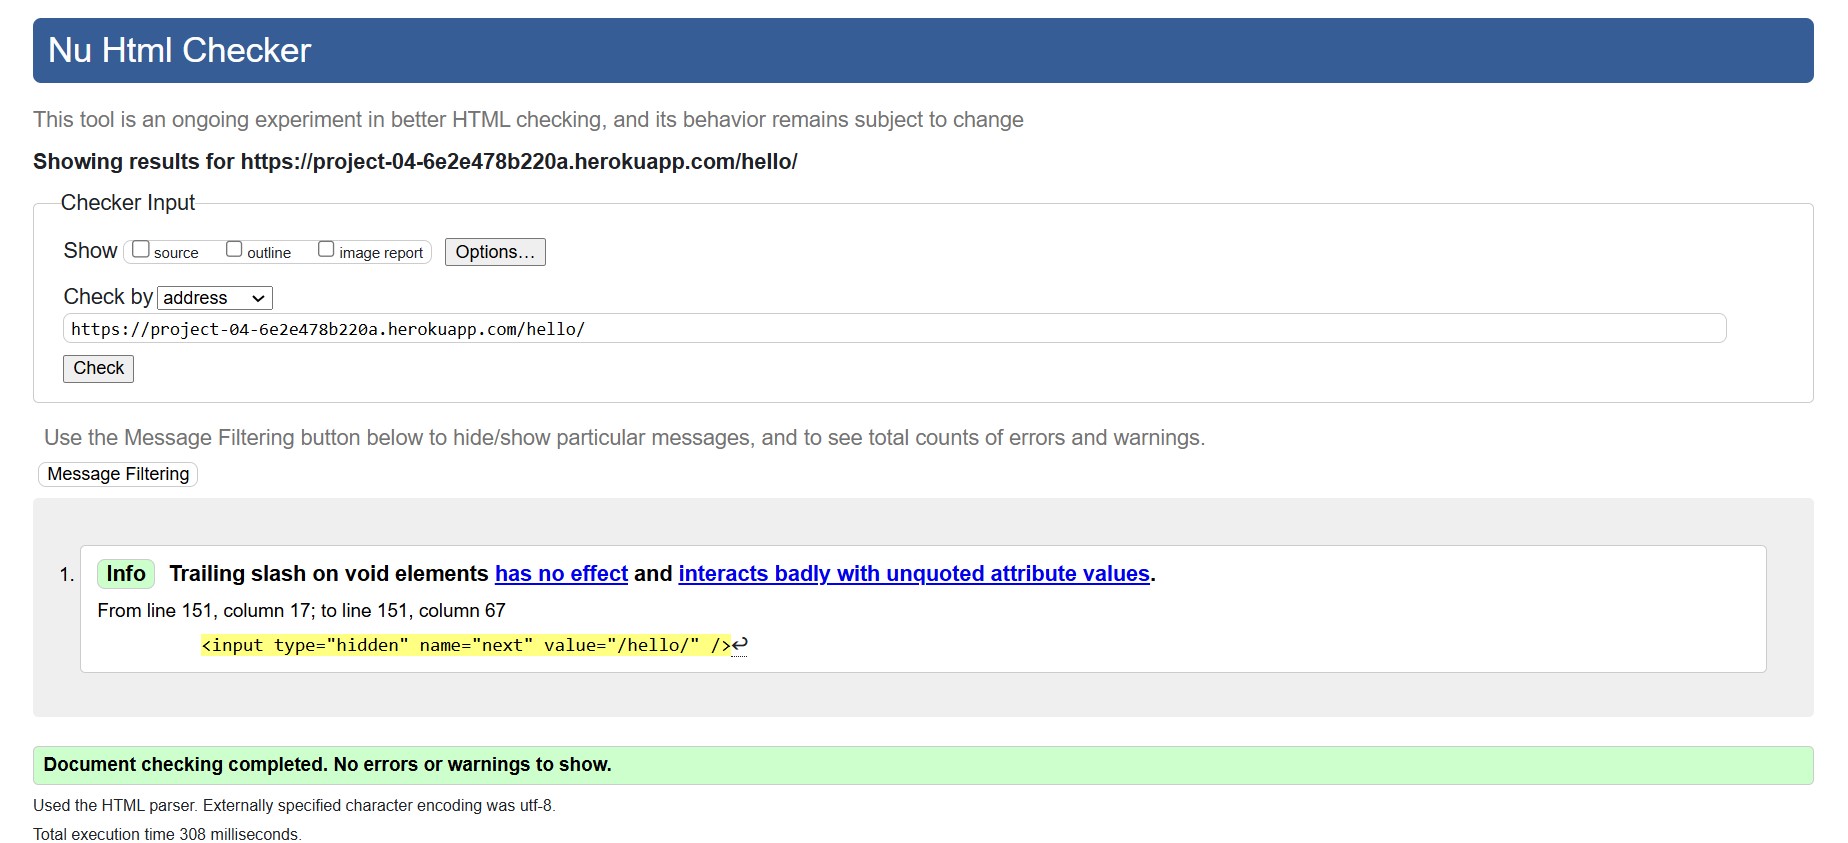 Nu Html Checker
This tool is an ongoing experiment in better HTML checking, and its behavior remains subject to change
Showing results for https://project-04-6e2e478b220a.herokuapp.com/hello/
Checker Input
Show source outline image report Options...
Check by address
https://project-04-6e2e478b220a.herokuapp.com/hello/
Check
Use the Message Filtering button below to hide/show particular messages, and to see total counts of errors and warnings.
Message Filtering
1. Info Trailing slash on void elements has no effect and interacts badly with unquoted attribute values.
From line 151, column 17; to line 151, column 67
<input type="hidden" name="next" value="/hello/" />↩
Document checking completed. No errors or warnings to show.
Used the HTML parser. Externally specified character encoding was utf-8.
Total execution time 308 milliseconds.